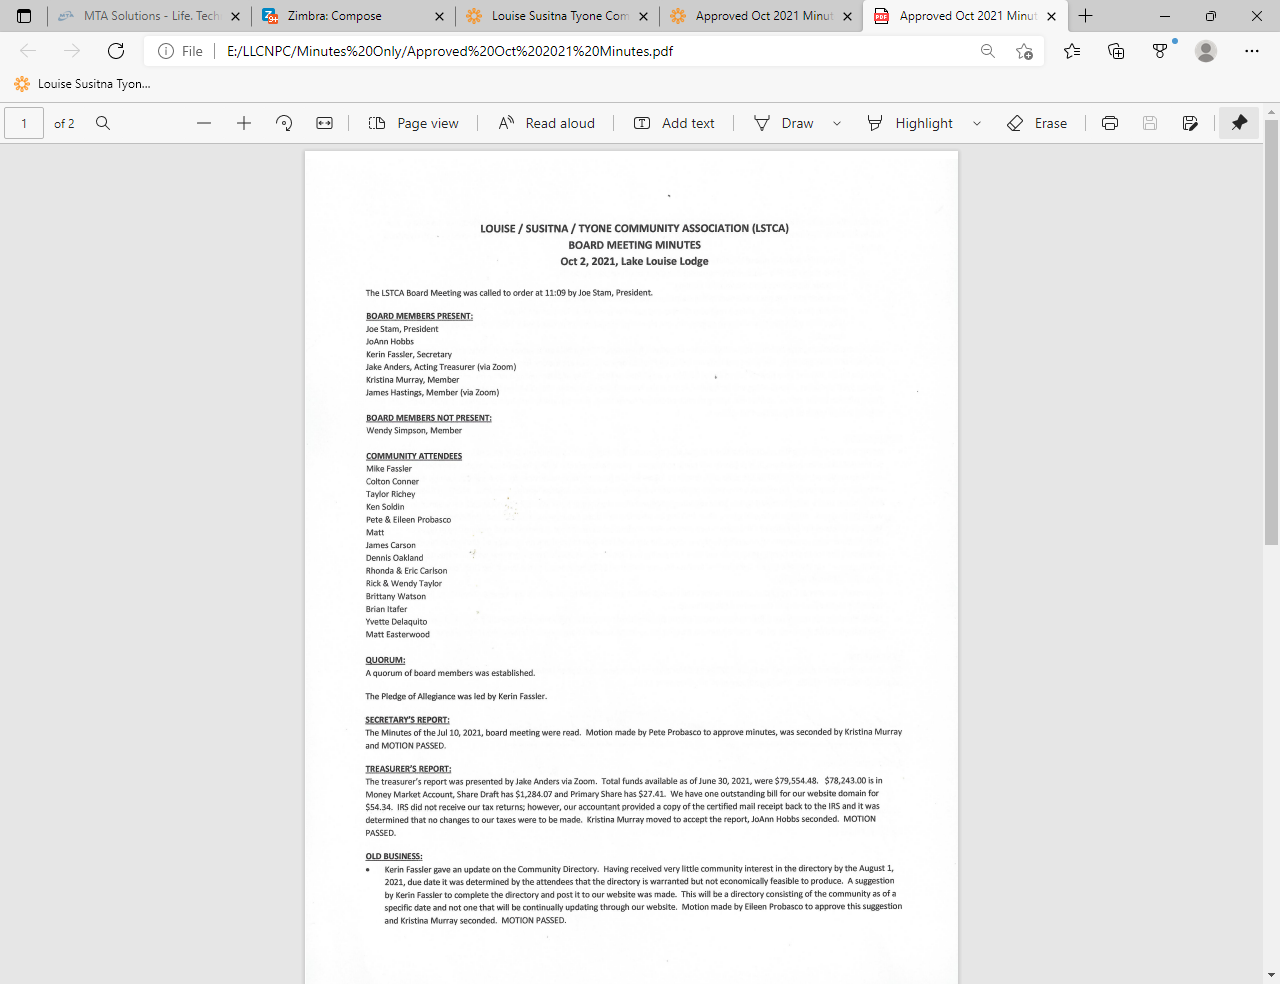 MTA Solutions - Life. Tech
Zimbra: Compose
Louise Susitna Tyone Com
Approved Oct 2021 Minut
Approved Oct 2021 Minut
File
E:/LLCNPC/Minutes%20Only/Approved%20Oct%202021%20Minutes.pdf
Louise Susitna Tyon...
1 of 2
Page view
Read aloud
Add text
Draw
Highlight
Erase
LOUISE / SUSITNA / TYONE COMMUNITY ASSOCIATION (LSTCA)
BOARD MEETING MINUTES
Oct 2, 2021, Lake Louise Lodge
The LSTCA Board Meeting was called to order at 11:09 by Joe Stam, President.
BOARD MEMBERS PRESENT:
Joe Stam, President
JoAnn Hobbs
Kerin Fassler, Secretary
Jake Anders, Acting Treasurer (via Zoom)
Kristina Murray, Member
James Hastings, Member (via Zoom)
BOARD MEMBERS NOT PRESENT:
Wendy Simpson, Member
COMMUNITY ATTENDEES
Mike Fassler
Colton Conner
Taylor Richey
Ken Soldin
Pete & Eileen Probasco
Matt
James Carson
Dennis Oakland
Rhonda & Eric Carlson
Rick & Wendy Taylor
Brittany Watson
Brian Itafer
Yvette Delaquito
Matt Easterwood
QUORUM:
A quorum of board members was established.
The Pledge of Allegiance was led by Kerin Fassler.
SECRETARY'S REPORT:
The Minutes of the Jul 10, 2021, board meeting were read. Motion made by Pete Probasco to approve minutes, was seconded by Kristina Murray
and MOTION PASSED.
TREASURER'S REPORT:
The treasurer's report was presented by Jake Anders via Zoom. Total funds available as of June 30, 2021, were $79,554.48. $78,243.00 is in
Money Market Account, Share Draft has $1,284.07 and Primary Share has $27.41. We have one outstanding bill for our website domain for
$54.34. IRS did not receive our tax returns; however, our accountant provided a copy of the certified mail receipt back to the IRS and it was
determined that no changes to our taxes were to be made. Kristina Murray moved to accept the report, JoAnn Hobbs seconded. MOTION
PASSED.
OLD BUSINESS:
• Kerin Fassler gave an update on the Community Directory. Having received very little community interest in the directory by the August 1,
2021, due date it was determined by the attendees that the directory is warranted but not economically feasible to produce. A suggestion
by Kerin Fassler to complete the directory and post it to our website was made. This will be a directory consisting of the community as of a
specific date and not one that will be continually updating through our website. Motion made by Eileen Probasco to approve this suggestion
and Kristina Murray seconded. MOTION PASSED.